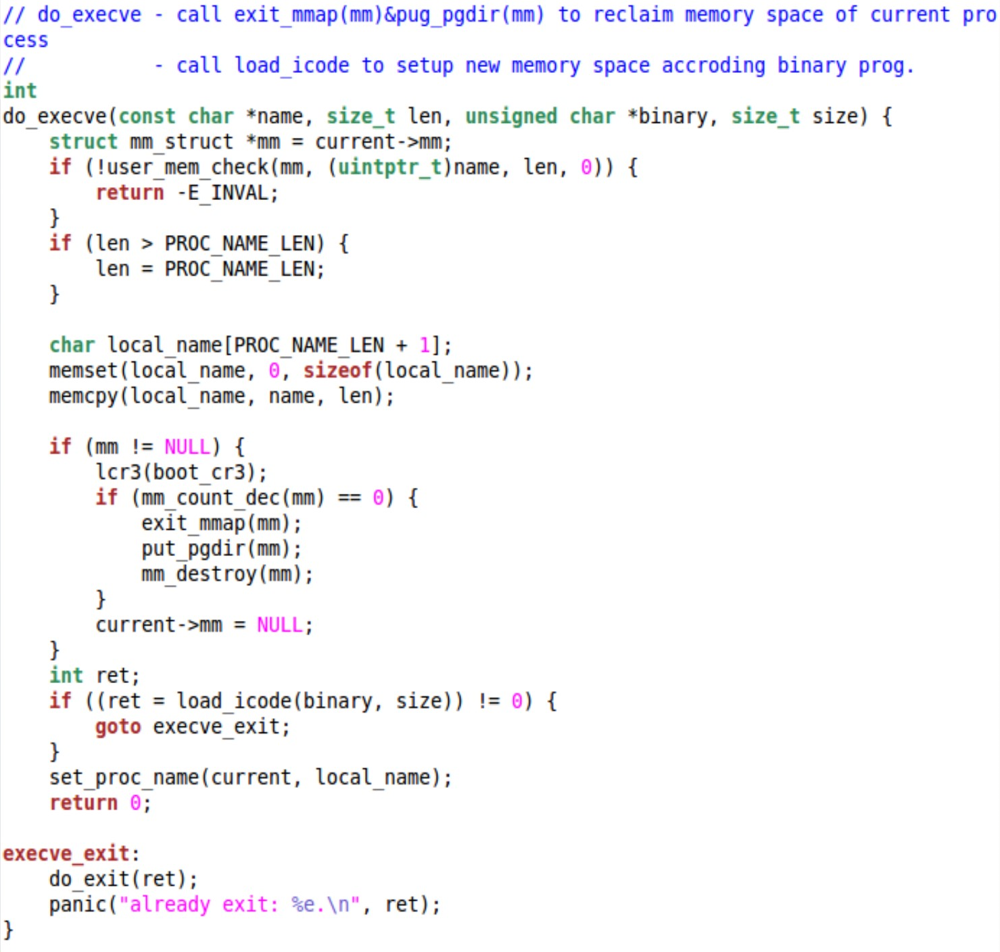 // do_execve - call exit_mmap(mm)&pug_pgdir(mm) to reclaim memory space of current pro
cess
//           - call load_icode to setup new memory space accroding binary prog.
int
do_execve(const char *name, size_t len, unsigned char *binary, size_t size) {
    struct mm_struct *mm = current->mm;
    if (!user_mem_check(mm, (uintptr_t)name, len, 0)) {
        return -E_INVAL;
    }
    if (len > PROC_NAME_LEN) {
        len = PROC_NAME_LEN;
    }

    char local_name[PROC_NAME_LEN + 1];
    memset(local_name, 0, sizeof(local_name));
    memcpy(local_name, name, len);

    if (mm != NULL) {
        lcr3(boot_cr3);
        if (mm_count_dec(mm) == 0) {
            exit_mmap(mm);
            put_pgdir(mm);
            mm_destroy(mm);
        }
        current->mm = NULL;
    }
    int ret;
    if ((ret = load_icode(binary, size)) != 0) {
        goto execve_exit;
    }
    set_proc_name(current, local_name);
    return 0;

execve_exit:
    do_exit(ret);
    panic("already exit: %e.\n", ret);
}